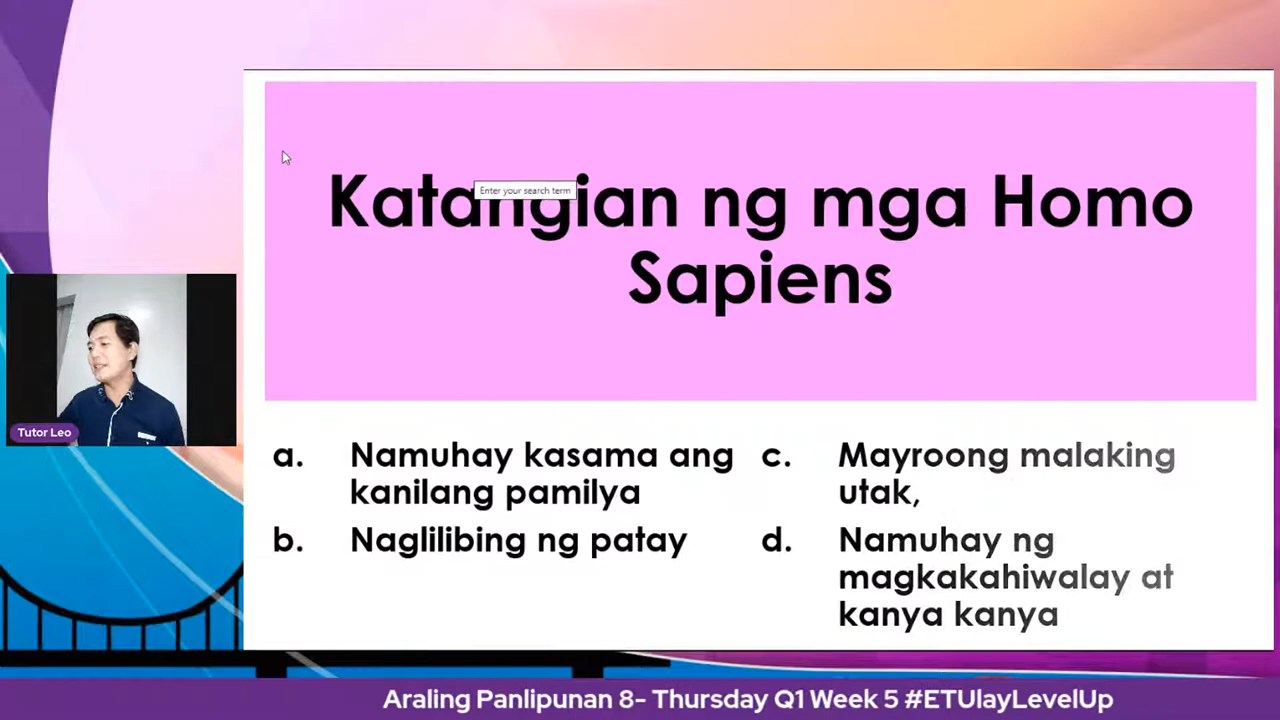 Katangian ng mga Homo
Sapiens
Enter your search term
Tutor Leo
a. Namuhay kasama ang
kanilang pamilya
b. Naglilibing ng patay
c. Mayroong malaking
utak,
d. Namuhay ng
magkakahiwalay at
kanya kanya
Araling Panlipunan 8- Thursday Q1 Week 5 #ETUlayLevelUp